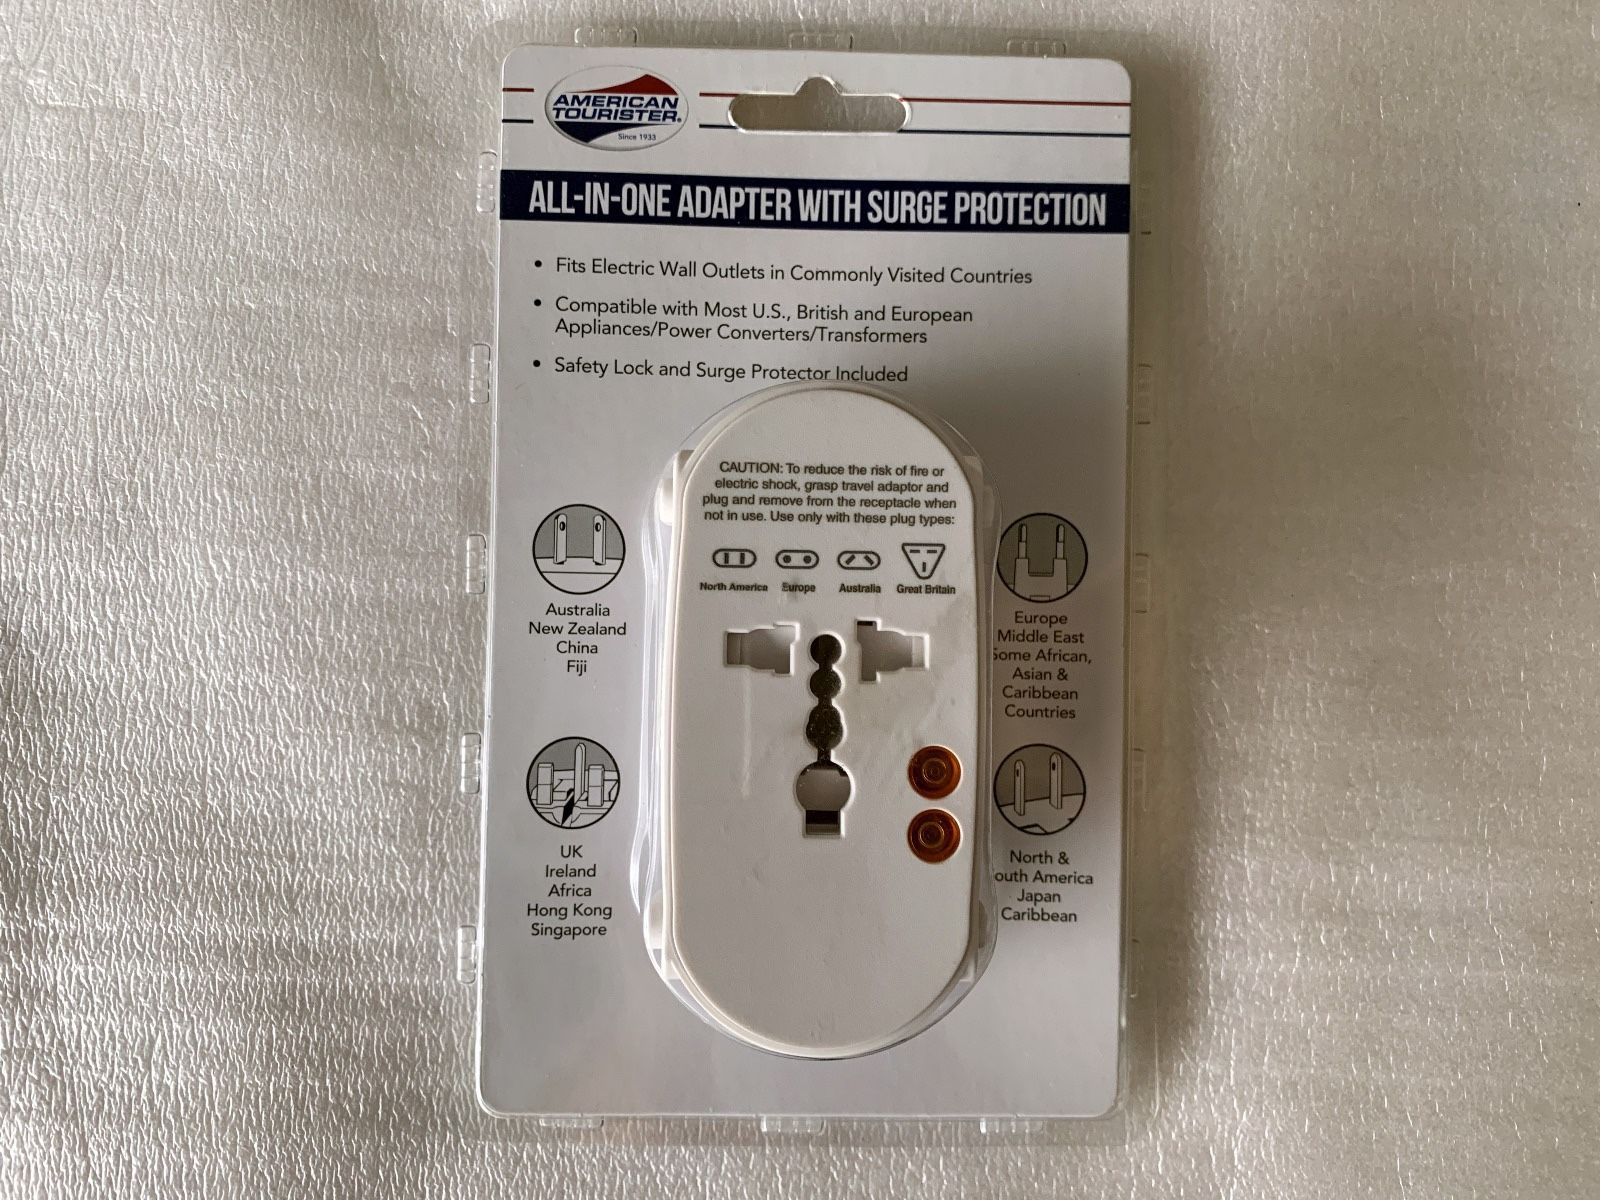 AMERICAN
TOURISTER®
Since 1933
ALL-IN-ONE ADAPTER WITH SURGE PROTECTION
• Fits Electric Wall Outlets in Commonly Visited Countries
• Compatible with Most U.S., British and European
Appliances/Power Converters/Transformers
• Safety Lock and Surge Protector Included
CAUTION: To reduce the risk of fire or
electric shock, grasp travel adaptor and
plug and remove from the receptacle when
not in use. Use only with these plug types:
North America Europe Australia Great Britain
Australia
New Zealand
China
Fiji
Europe
Middle East
Some African,
Asian &
Caribbean
Countries
UK
Ireland
Africa
Hong Kong
Singapore
North &
outh America
Japan
Caribbean